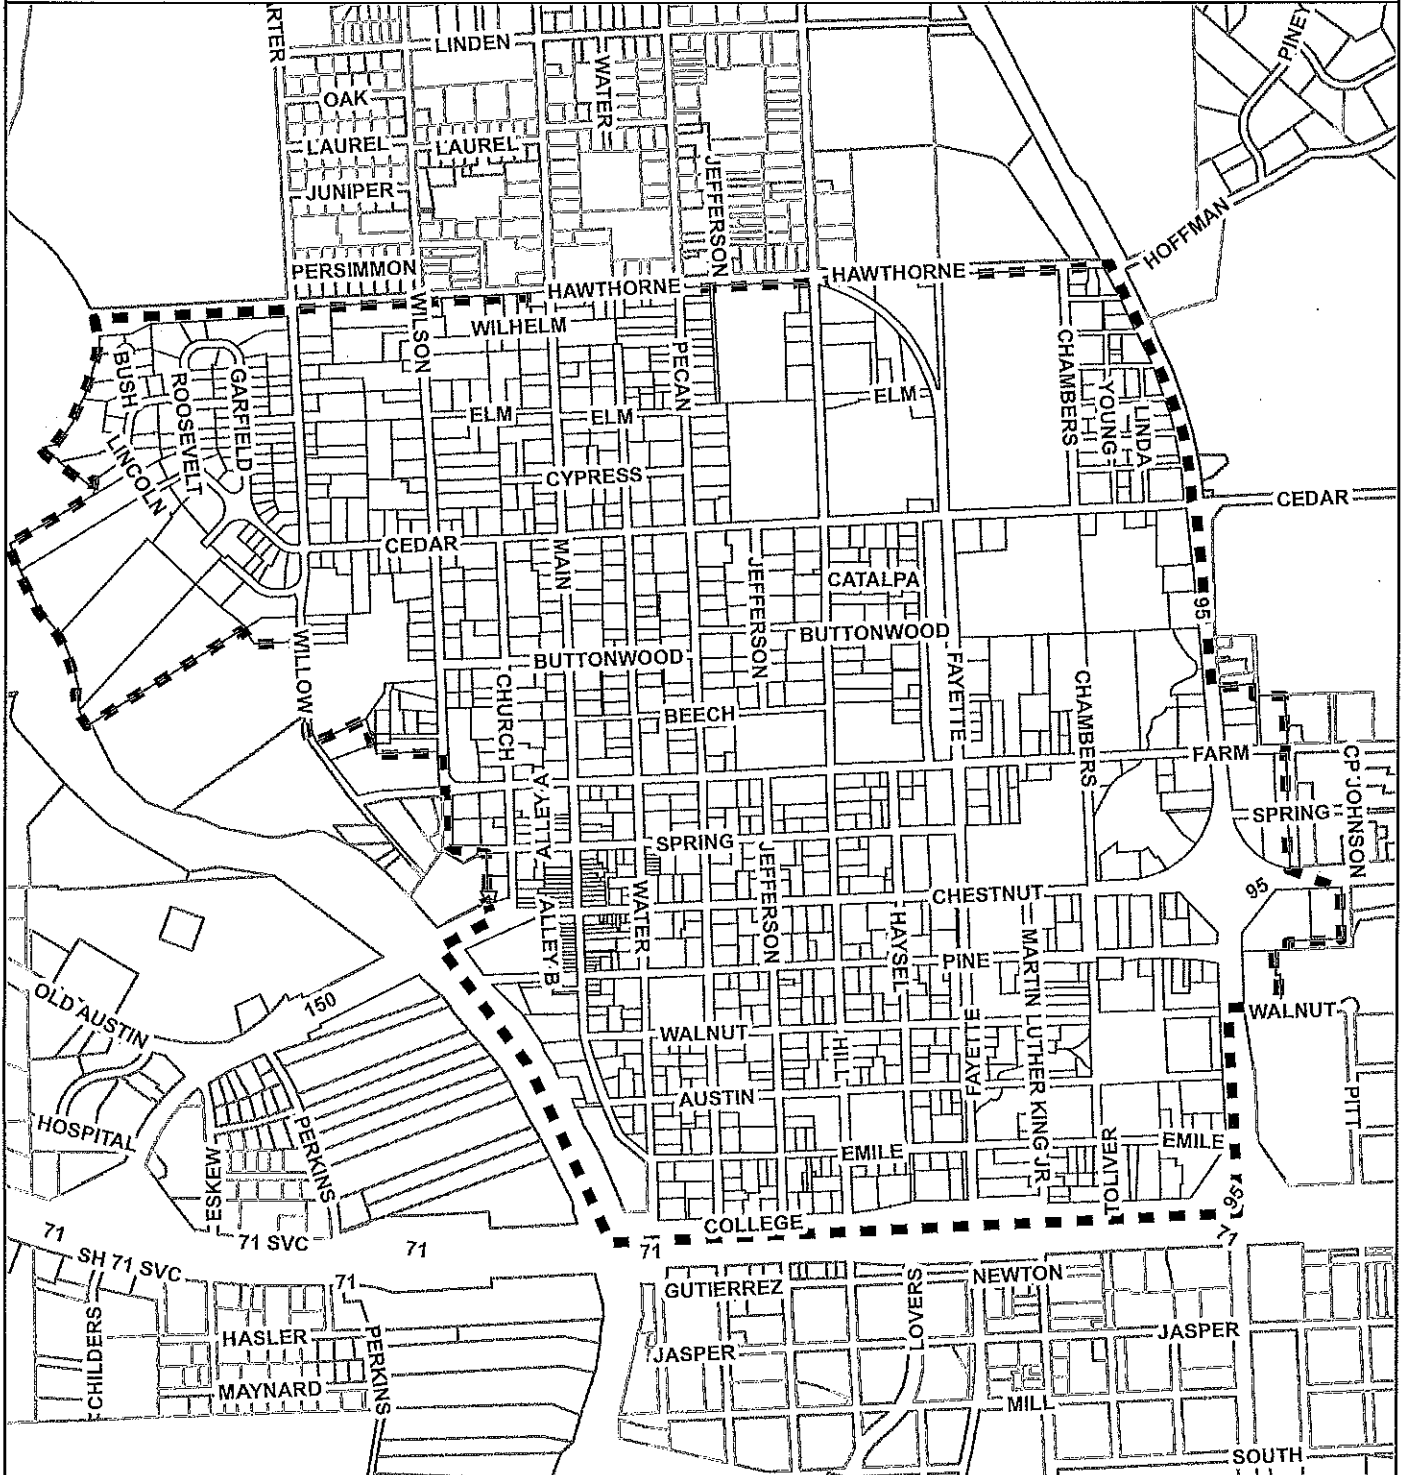 ARTER
LINDEN
PINEY
OAK
WATER
LAUREL
LAUREL
JUNIPER
JEFFERSON
HOFFMAN
PERSIMMON
HAWTHORNE
HAWTHORNE
WILSON
WILHELM
BUSH
ROOSEVELT
GARFIELD
PECAN
CHAMBERS
ELM
ELM
ELM
YOUNG
LINDA
LINCOLN
CYPRESS
CEDAR
CEDAR
MAIN
JEFFERSON
CATALPA
95
BUTTONWOOD
WILLOW
BUTTONWOOD
CHURCH
FAYETTE
CHAMBERS
BEECH
FARM
CP JOHNSON
ALLEY A
SPRING
SPRING
JEFFERSON
WATER
CHESTNUT
95
ALLEY B
HAYSEL
MARTIN LUTHER KING JR
PINE
OLD AUSTIN
150
WALNUT
WALNUT
HILL
FAYETTE
AUSTIN
PITT
HOSPITAL
PERKINS
EMILE
EMILE
TOLIVER
ESKEW
95
COLLEGE
71
71 SVC
71
71
71
SH 71 SVC
71
GUTIERREZ
LOVERS
NEWTON
CHILDERS
HASLER
PERKINS
JASPER
JASPER
MAYNARD
MILL
SOUTH